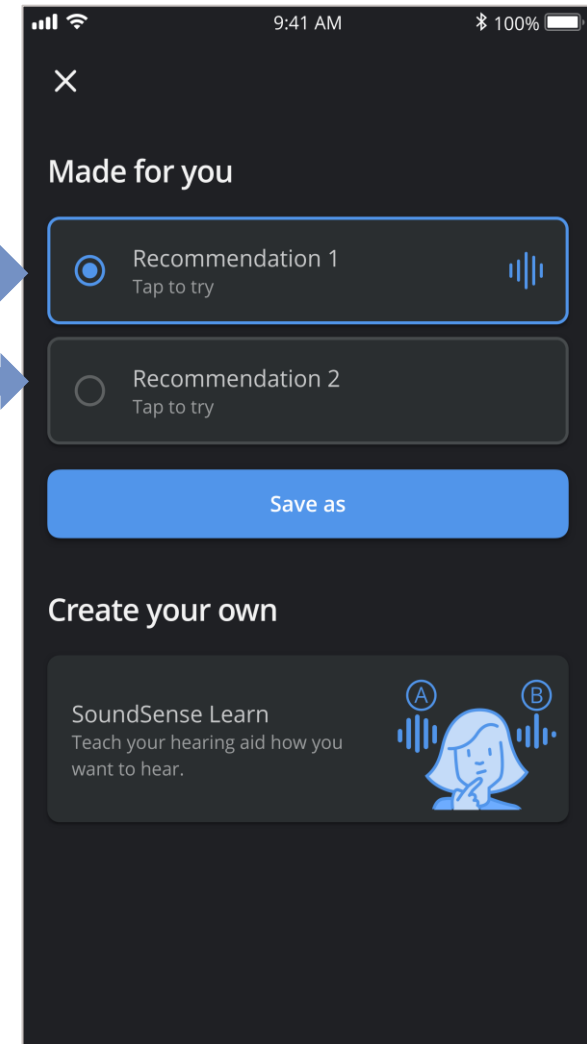 9:41 AM
100%
Made for you
Recommendation 1
Tap to try
Recommendation 2
Tap to try
Save as
Create your own
A
B
SoundSense Learn
Teach your hearing aid how you
want to hear.